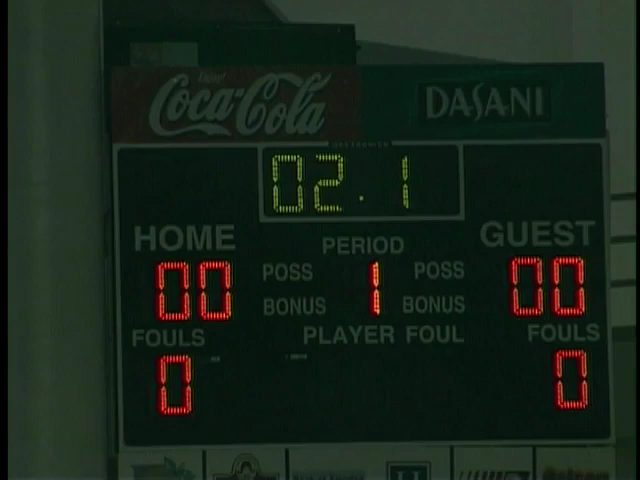 Enjoy!
Coca-Cola
DASANI
02.1
HOME
PERIOD
GUEST
00
POSS
1
POSS
00
BONUS
BONUS
FOULS
PLAYER FOUL
FOULS
0
0